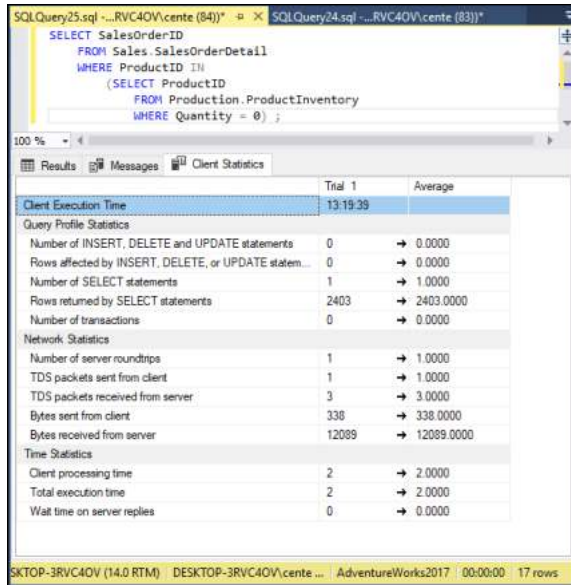 SQLQuery25.sql -...RVC4OV\cente (84))* SQLQuery24.sql -...RVC4OV\cente (83))*
SELECT SalesOrderID
FROM Sales.SalesOrderDetail
WHERE ProductID IN
(SELECT ProductID
FROM Production.ProductInventory
WHERE Quantity = 0) ;
100 %
Results Messages Client Statistics
Trial 1 Average
Client Execution Time 13:19:39
Query Profile Statistics
Number of INSERT, DELETE and UPDATE statements 0 → 0.0000
Rows affected by INSERT, DELETE, or UPDATE statem... 0 → 0.0000
Number of SELECT statements 1 → 1.0000
Rows returned by SELECT statements 2403 → 2403.0000
Number of transactions 0 → 0.0000
Network Statistics
Number of server roundtrips 1 → 1.0000
TDS packets sent from client 1 → 1.0000
TDS packets received from server 3 → 3.0000
Bytes sent from client 338 → 338.0000
Bytes received from server 12089 → 12089.0000
Time Statistics
Client processing time 2 → 2.0000
Total execution time 2 → 2.0000
Wait time on server replies 0 → 0.0000
SKTOP-3RVC4OV (14.0 RTM) DESKTOP-3RVC4OV\cente ... AdventureWorks2017 00:00:00 17 rows